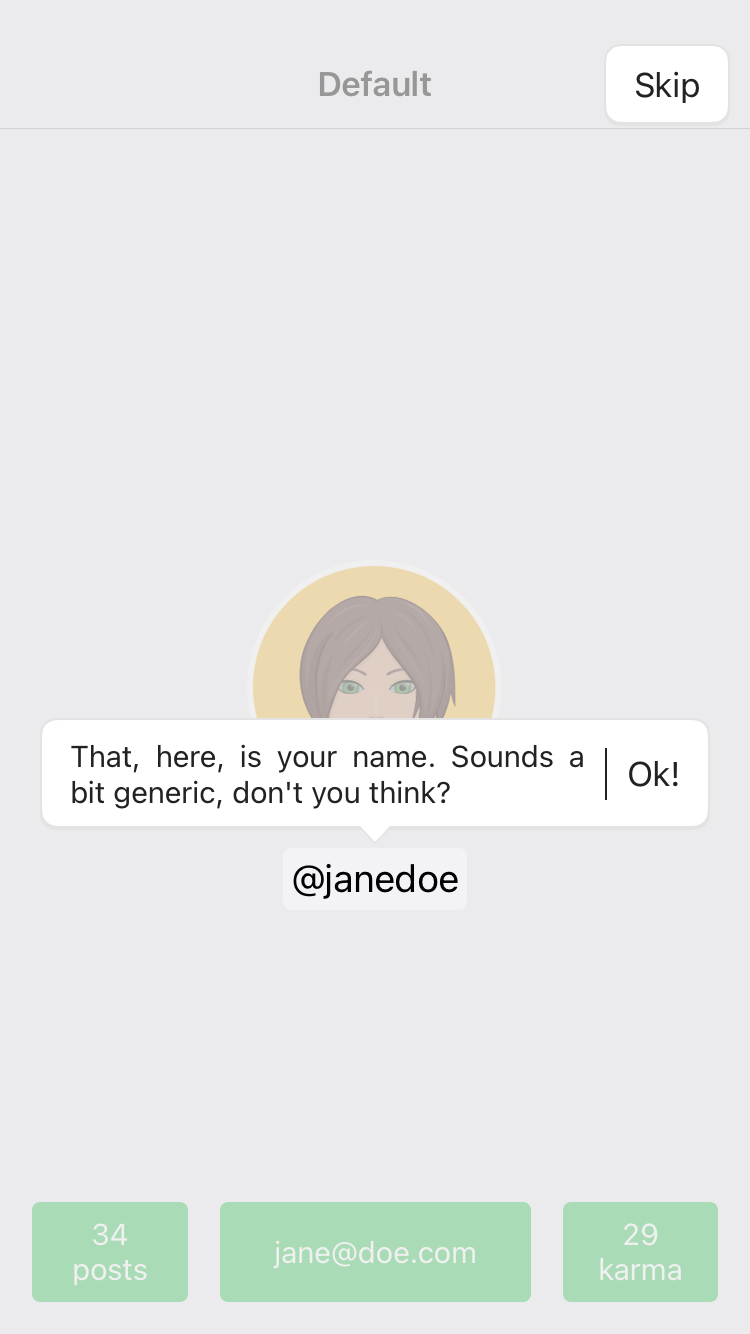 Default
Skip
That, here, is your name. Sounds a
bit generic, don't you think?
Ok!
@janedoe
34
posts
jane@doe.com
29
karma